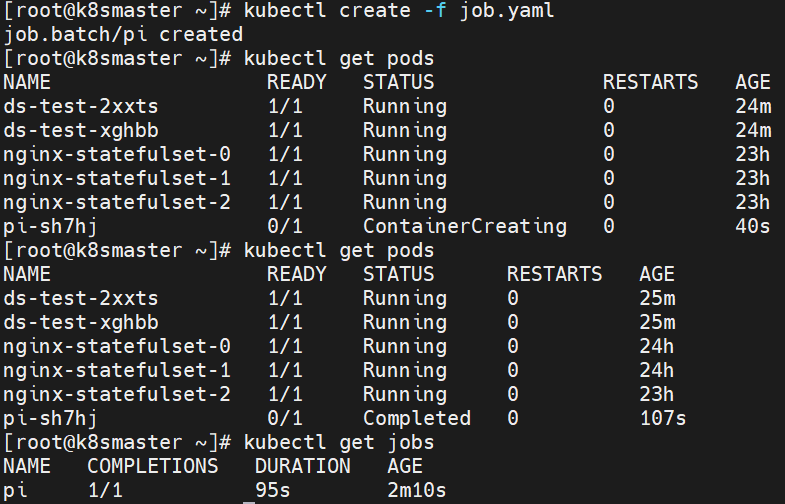 [root@k8smaster ~]# kubectl create -f job.yaml
job.batch/pi created
[root@k8smaster ~]# kubectl get pods
NAME                  READY   STATUS              RESTARTS   AGE
ds-test-2xxts         1/1     Running             0          24m
ds-test-xghbb         1/1     Running             0          24m
nginx-statefulset-0   1/1     Running             0          23h
nginx-statefulset-1   1/1     Running             0          23h
nginx-statefulset-2   1/1     Running             0          23h
pi-sh7hj              0/1     ContainerCreating   0          40s
[root@k8smaster ~]# kubectl get pods
NAME                  READY   STATUS      RESTARTS   AGE
ds-test-2xxts         1/1     Running     0          25m
ds-test-xghbb         1/1     Running     0          25m
nginx-statefulset-0   1/1     Running     0          24h
nginx-statefulset-1   1/1     Running     0          24h
nginx-statefulset-2   1/1     Running     0          23h
pi-sh7hj              0/1     Completed   0          107s
[root@k8smaster ~]# kubectl get jobs
NAME   COMPLETIONS   DURATION   AGE
pi     1/1           95s        2m10s